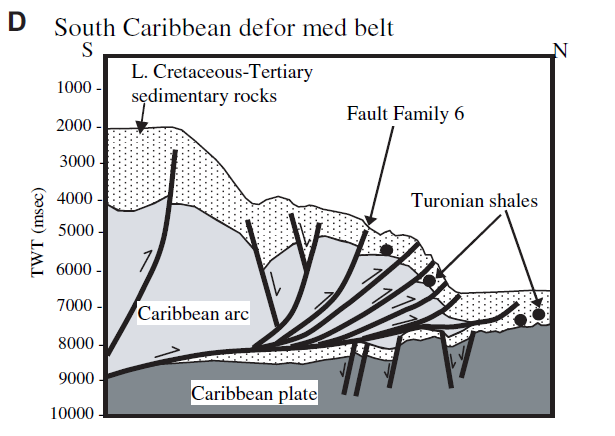 D South Caribbean defor med belt
S N
L. Cretaceous-Tertiary
sedimentary rocks
Fault Family 6
Turonian shales
Caribbean arc
Caribbean plate
TWT (msec)
1000
2000
3000
4000
5000
6000
7000
8000
9000
10000